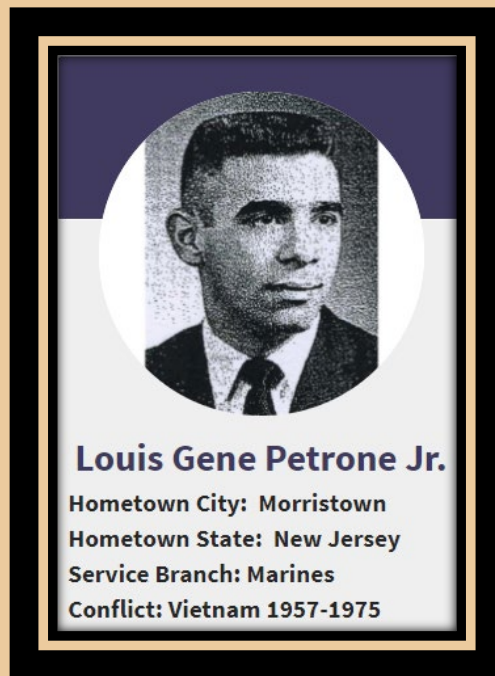 Louis Gene Petrone Jr.
Hometown City: Morristown
Hometown State: New Jersey
Service Branch: Marines
Conflict: Vietnam 1957-1975